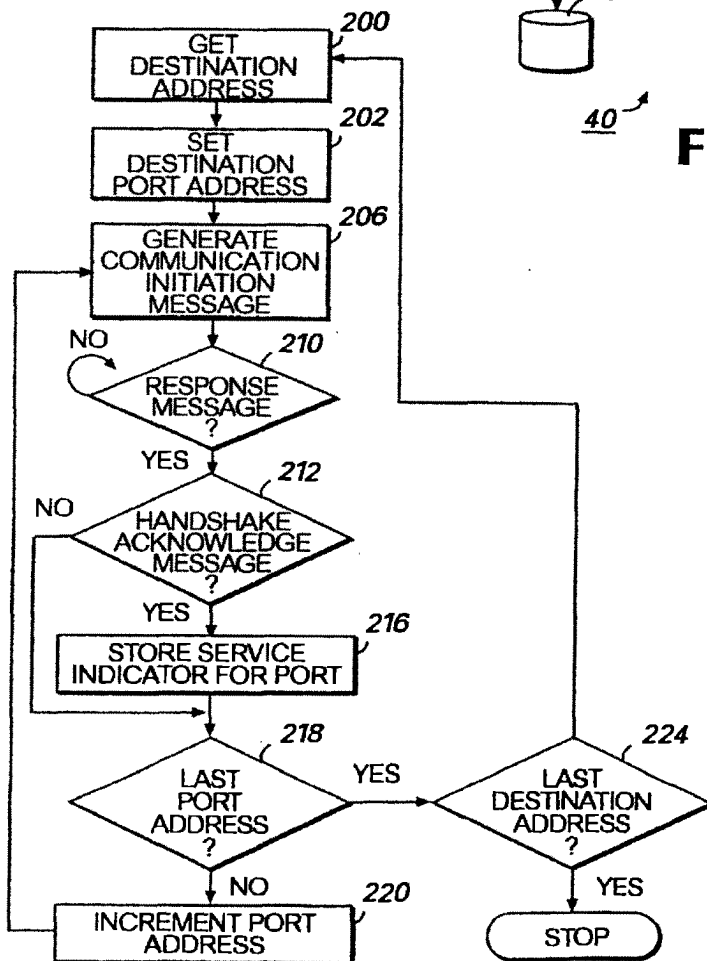 200
GET
DESTINATION
ADDRESS
40
F
202
SET
DESTINATION
PORT ADDRESS
206
GENERATE
COMMUNICATION
INITIATION
MESSAGE
NO
210
RESPONSE
MESSAGE
?
YES
212
NO
HANDSHAKE
ACKNOWLEDGE
MESSAGE
?
YES
216
STORE SERVICE
INDICATOR FOR PORT
218
LAST
PORT
ADDRESS
?
YES
224
LAST
DESTINATION
ADDRESS
?
NO
220
YES
INCREMENT PORT
ADDRESS
STOP